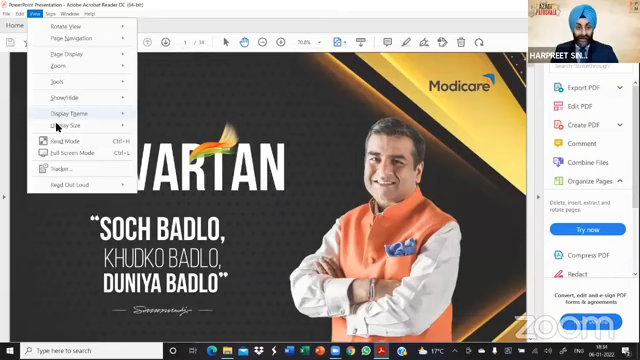 PowerPoint Presentation - Adobe Acrobat Reader DC (64-bit)
File Edit View Sign Window Help
Home
Rotate View
Page Navigation
Page Display
Zoom
Tools
Show/Hide
Display Theme
Display Size
Read Mode Ctrl+H
Full Screen Mode Ctrl+L
Tracker...
Read Out Loud
1 / 34
70.8%
AZADI
PATHSHALA
HARPREET SIN...
Modicare
VARTAN
“SOCH BADLO,
KHUDKO BADLO,
DUNIYA BADLO”
Export PDF
Edit PDF
Create PDF
Comment
Combine Files
Organize Pages
Delete, insert, extract and
rotate pages.
Try now
Compress PDF
Redact
Convert, edit and e-sign PDF
forms & agreements
zoom
Type here to search
17°C
ENG
18:34
06-01-2022